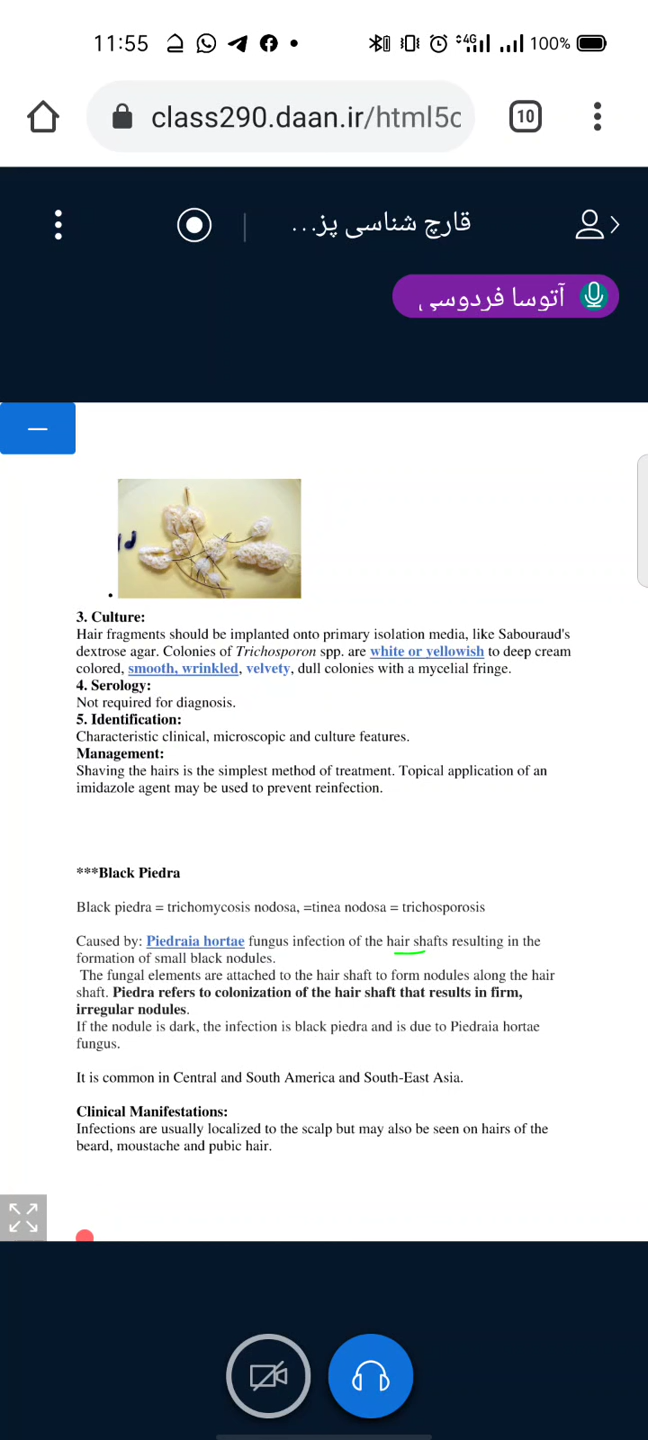 11:55
4G
100%
class290.daan.ir/html5c
10
قارچ شناسی پز...
آتوسا فردوسی
3. Culture:
Hair fragments should be implanted onto primary isolation media, like Sabouraud's
dextrose agar. Colonies of Trichosporon spp. are white or yellowish to deep cream
colored, smooth, wrinkled, velvety, dull colonies with a mycelial fringe.
4. Serology:
Not required for diagnosis.
5. Identification:
Characteristic clinical, microscopic and culture features.
Management:
Shaving the hairs is the simplest method of treatment. Topical application of an
imidazole agent may be used to prevent reinfection.
***Black Piedra
Black piedra = trichomycosis nodosa, =tinea nodosa = trichosporosis
Caused by: Piedraia hortae fungus infection of the hair shafts resulting in the
formation of small black nodules.
The fungal elements are attached to the hair shaft to form nodules along the hair
shaft. Piedra refers to colonization of the hair shaft that results in firm,
irregular nodules.
If the nodule is dark, the infection is black piedra and is due to Piedraia hortae
fungus.
It is common in Central and South America and South-East Asia.
Clinical Manifestations:
Infections are usually localized to the scalp but may also be seen on hairs of the
beard, moustache and pubic hair.